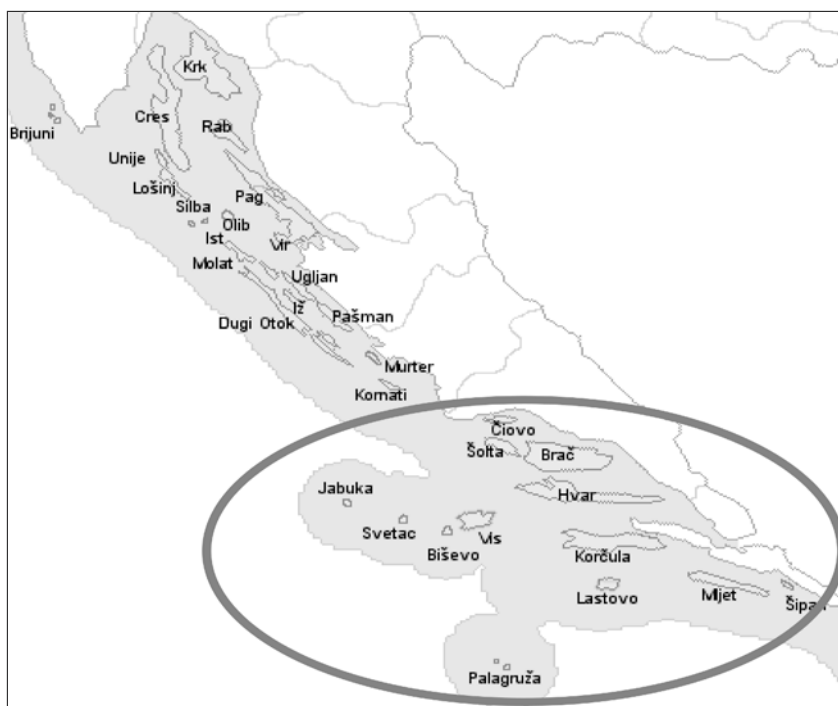 Krk
Cres
Rab
Brijuni
Unije
Lošinj
Pag
Silba
Olib
Ist
Vir
Molat
Ugljan
Iž
Pašman
Dugi Otok
Murter
Kornati
Čiovo
Šolta
Brač
Jabuka
Hvar
Svetac
Vis
Biševo
Korčula
Lastovo
Mljet
Šipan
Palagruža